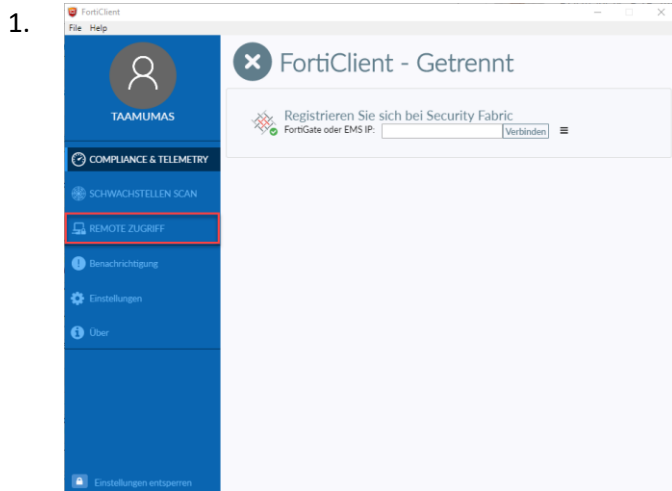 1.
FortiClient
File Help
TAAMUMAS
COMPLIANCE & TELEMETRY
SCHWACHSTELLEN SCAN
REMOTE ZUGRIFF
Benachrichtigung
Einstellungen
Über
Einstellungen entsperren
FortiClient - Getrennt
Registrieren Sie sich bei Security Fabric
FortiGate oder EMS IP: Verbinden